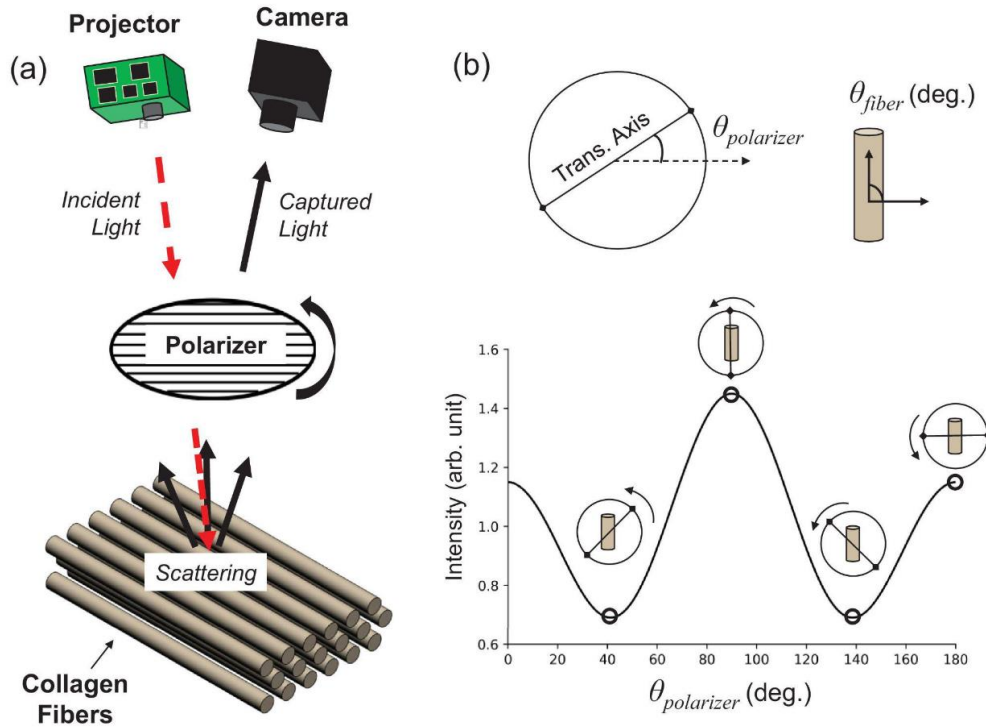 (a)
Projector
Camera
Incident
Light
Captured
Light
Polarizer
Scattering
Collagen
Fibers
(b)
Trans. Axis
θpolarizer
θfiber (deg.)
Intensity (arb. unit)
1.6
1.4
1.2
1.0
0.8
0.6
0 20 40 60 80 100 120 140 160 180
θpolarizer (deg.)